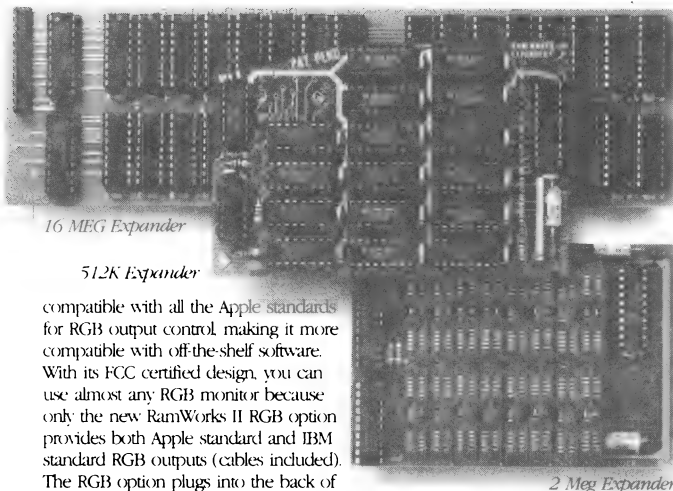 PAT. PEND.
16 MEG Expander
512K Expander
compatible with all the Apple standards
for RGB output control, making it more
compatible with off-the-shelf software.
With its FCC certified design, you can
use almost any RGB monitor because
only the new RamWorks II RGB option
provides both Apple standard and IBM
standard RGB outputs (cables included).
The RGB option plugs into the back of
2 Meg Expander